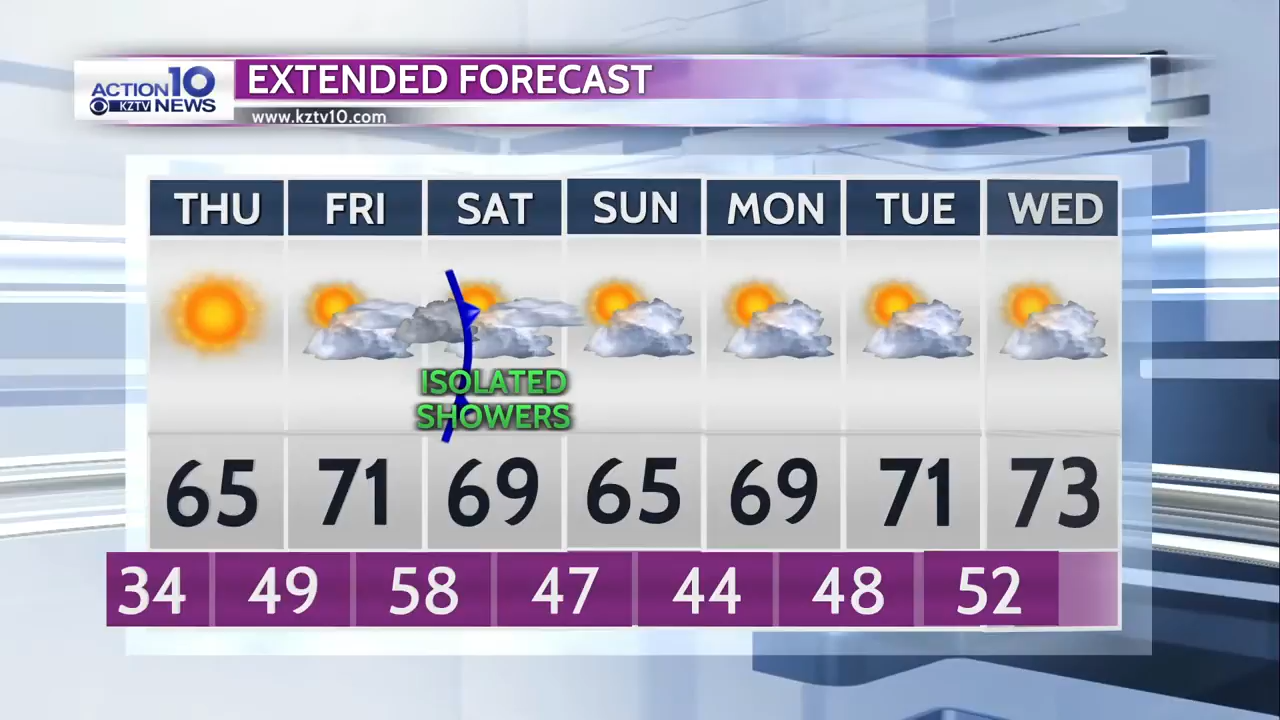 ACTION 10
KZTV NEWS
EXTENDED FORECAST
www.kztv10.com
THU FRI SAT SUN MON TUE WED
ISOLATED
SHOWERS
65 71 69 65 69 71 73
34 49 58 47 44 48 52